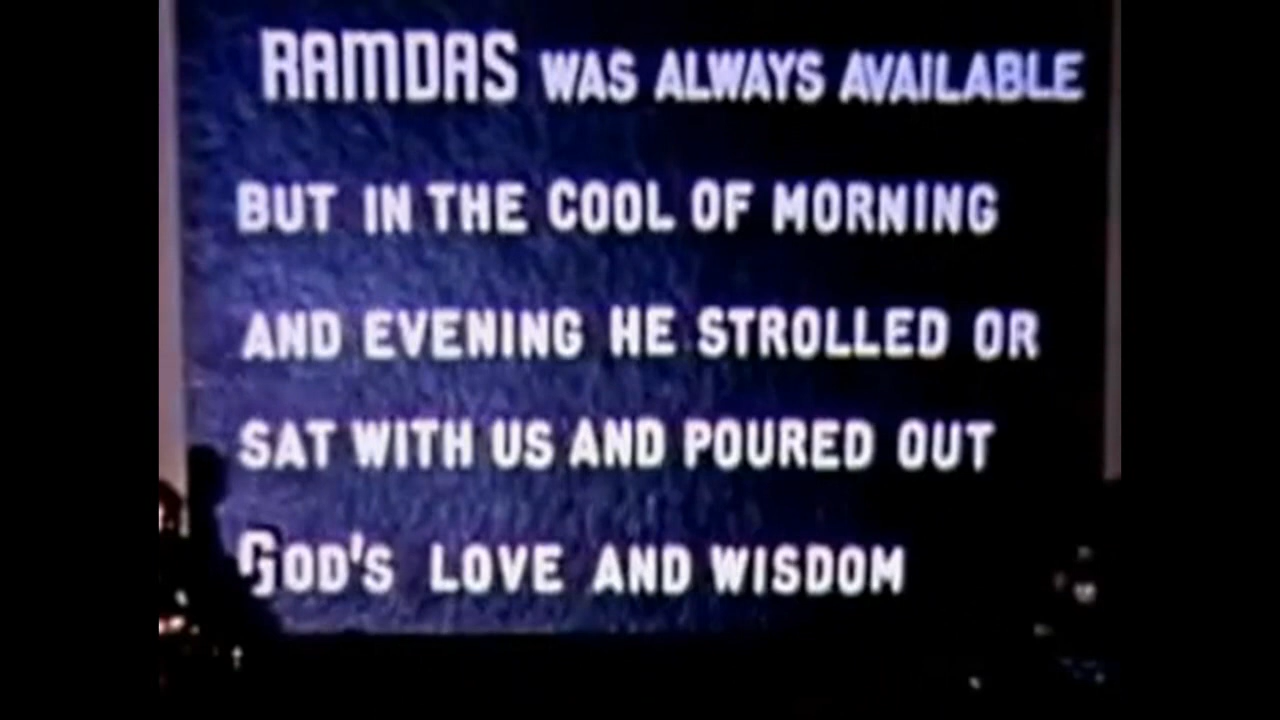 RAMDAS WAS ALWAYS AVAILABLE
BUT IN THE COOL OF MORNING
AND EVENING HE STROLLED OR
SAT WITH US AND POURED OUT
GOD'S LOVE AND WISDOM